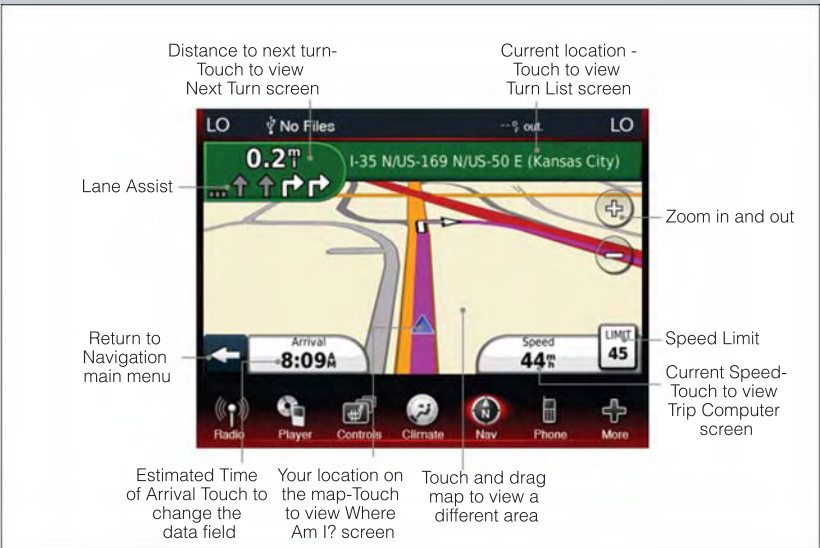 Distance to next turn-
Touch to view
Next Turn screen
Current location -
Touch to view
Turn List screen
LO
No Files
--°F out.
LO
0.2 mi
I-35 N/US-169 N/US-50 E (Kansas City)
Lane Assist
Zoom in and out
Return to
Navigation
main menu
Arrival
8:09AM
Speed
44mh
LIMIT
45
Speed Limit
Current Speed-
Touch to view
Trip Computer
screen
Radio
Player
Controls
Climate
N
Nav
Phone
More
Estimated Time
of Arrival Touch to
change the
data field
Your location on
the map-Touch
to view Where
Am I? screen
Touch and drag
map to view a
different area